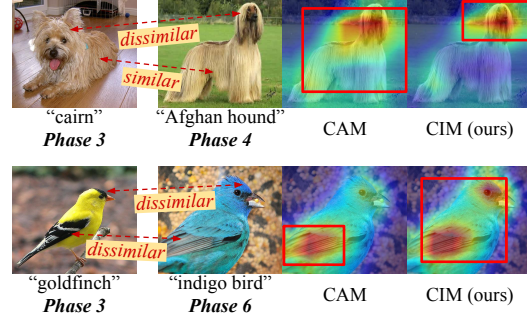 dissimilar
similar
“cairn” “Afghan hound” CAM CIM (ours)
Phase 3 Phase 4
dissimilar
dissimilar
“goldfinch” “indigo bird” CAM CIM (ours)
Phase 3 Phase 6